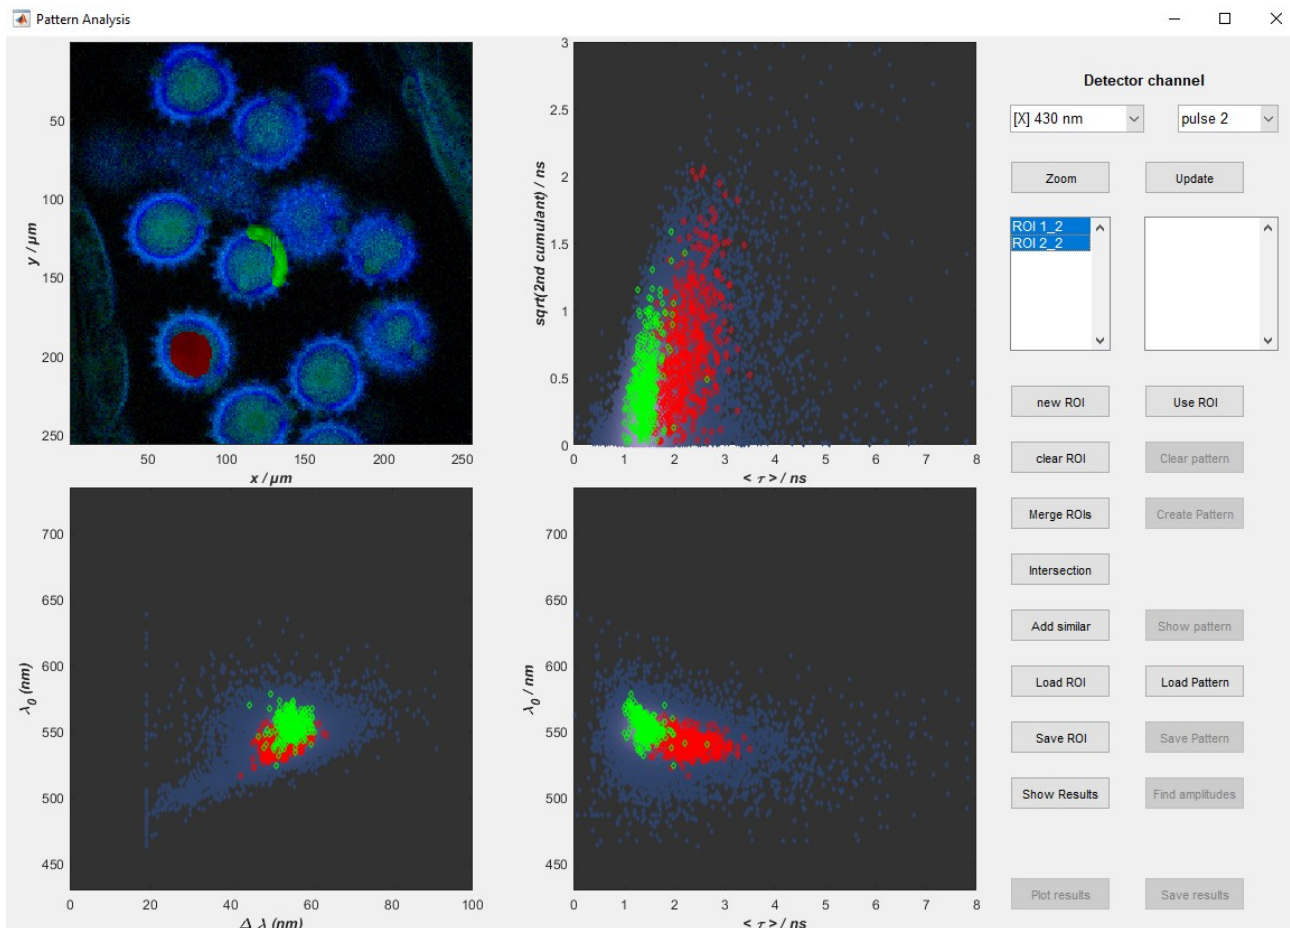 Pattern Analysis
Detector channel
[X] 430 nm
pulse 2
Zoom
Update
ROI 1_2
ROI 2_2
new ROI
Use ROI
clear ROI
Clear pattern
Merge ROIs
Create Pattern
Intersection
Add similar
Show pattern
Load ROI
Load Pattern
Save ROI
Save Pattern
Show Results
Find amplitudes
Plot results
Save results
y / µm
50
100
150
200
250
50
100
150
200
250
x / µm
sqrt(2nd cumulant) / ns
3
2.5
2
1.5
1
0.5
0
0
1
2
3
4
5
6
7
8
< τ > / ns
λ0 (nm)
700
650
600
550
500
450
0
20
40
60
80
100
Δ λ (nm)
λ0 / nm
700
650
600
550
500
450
0
1
2
3
4
5
6
7
8
< τ > / ns